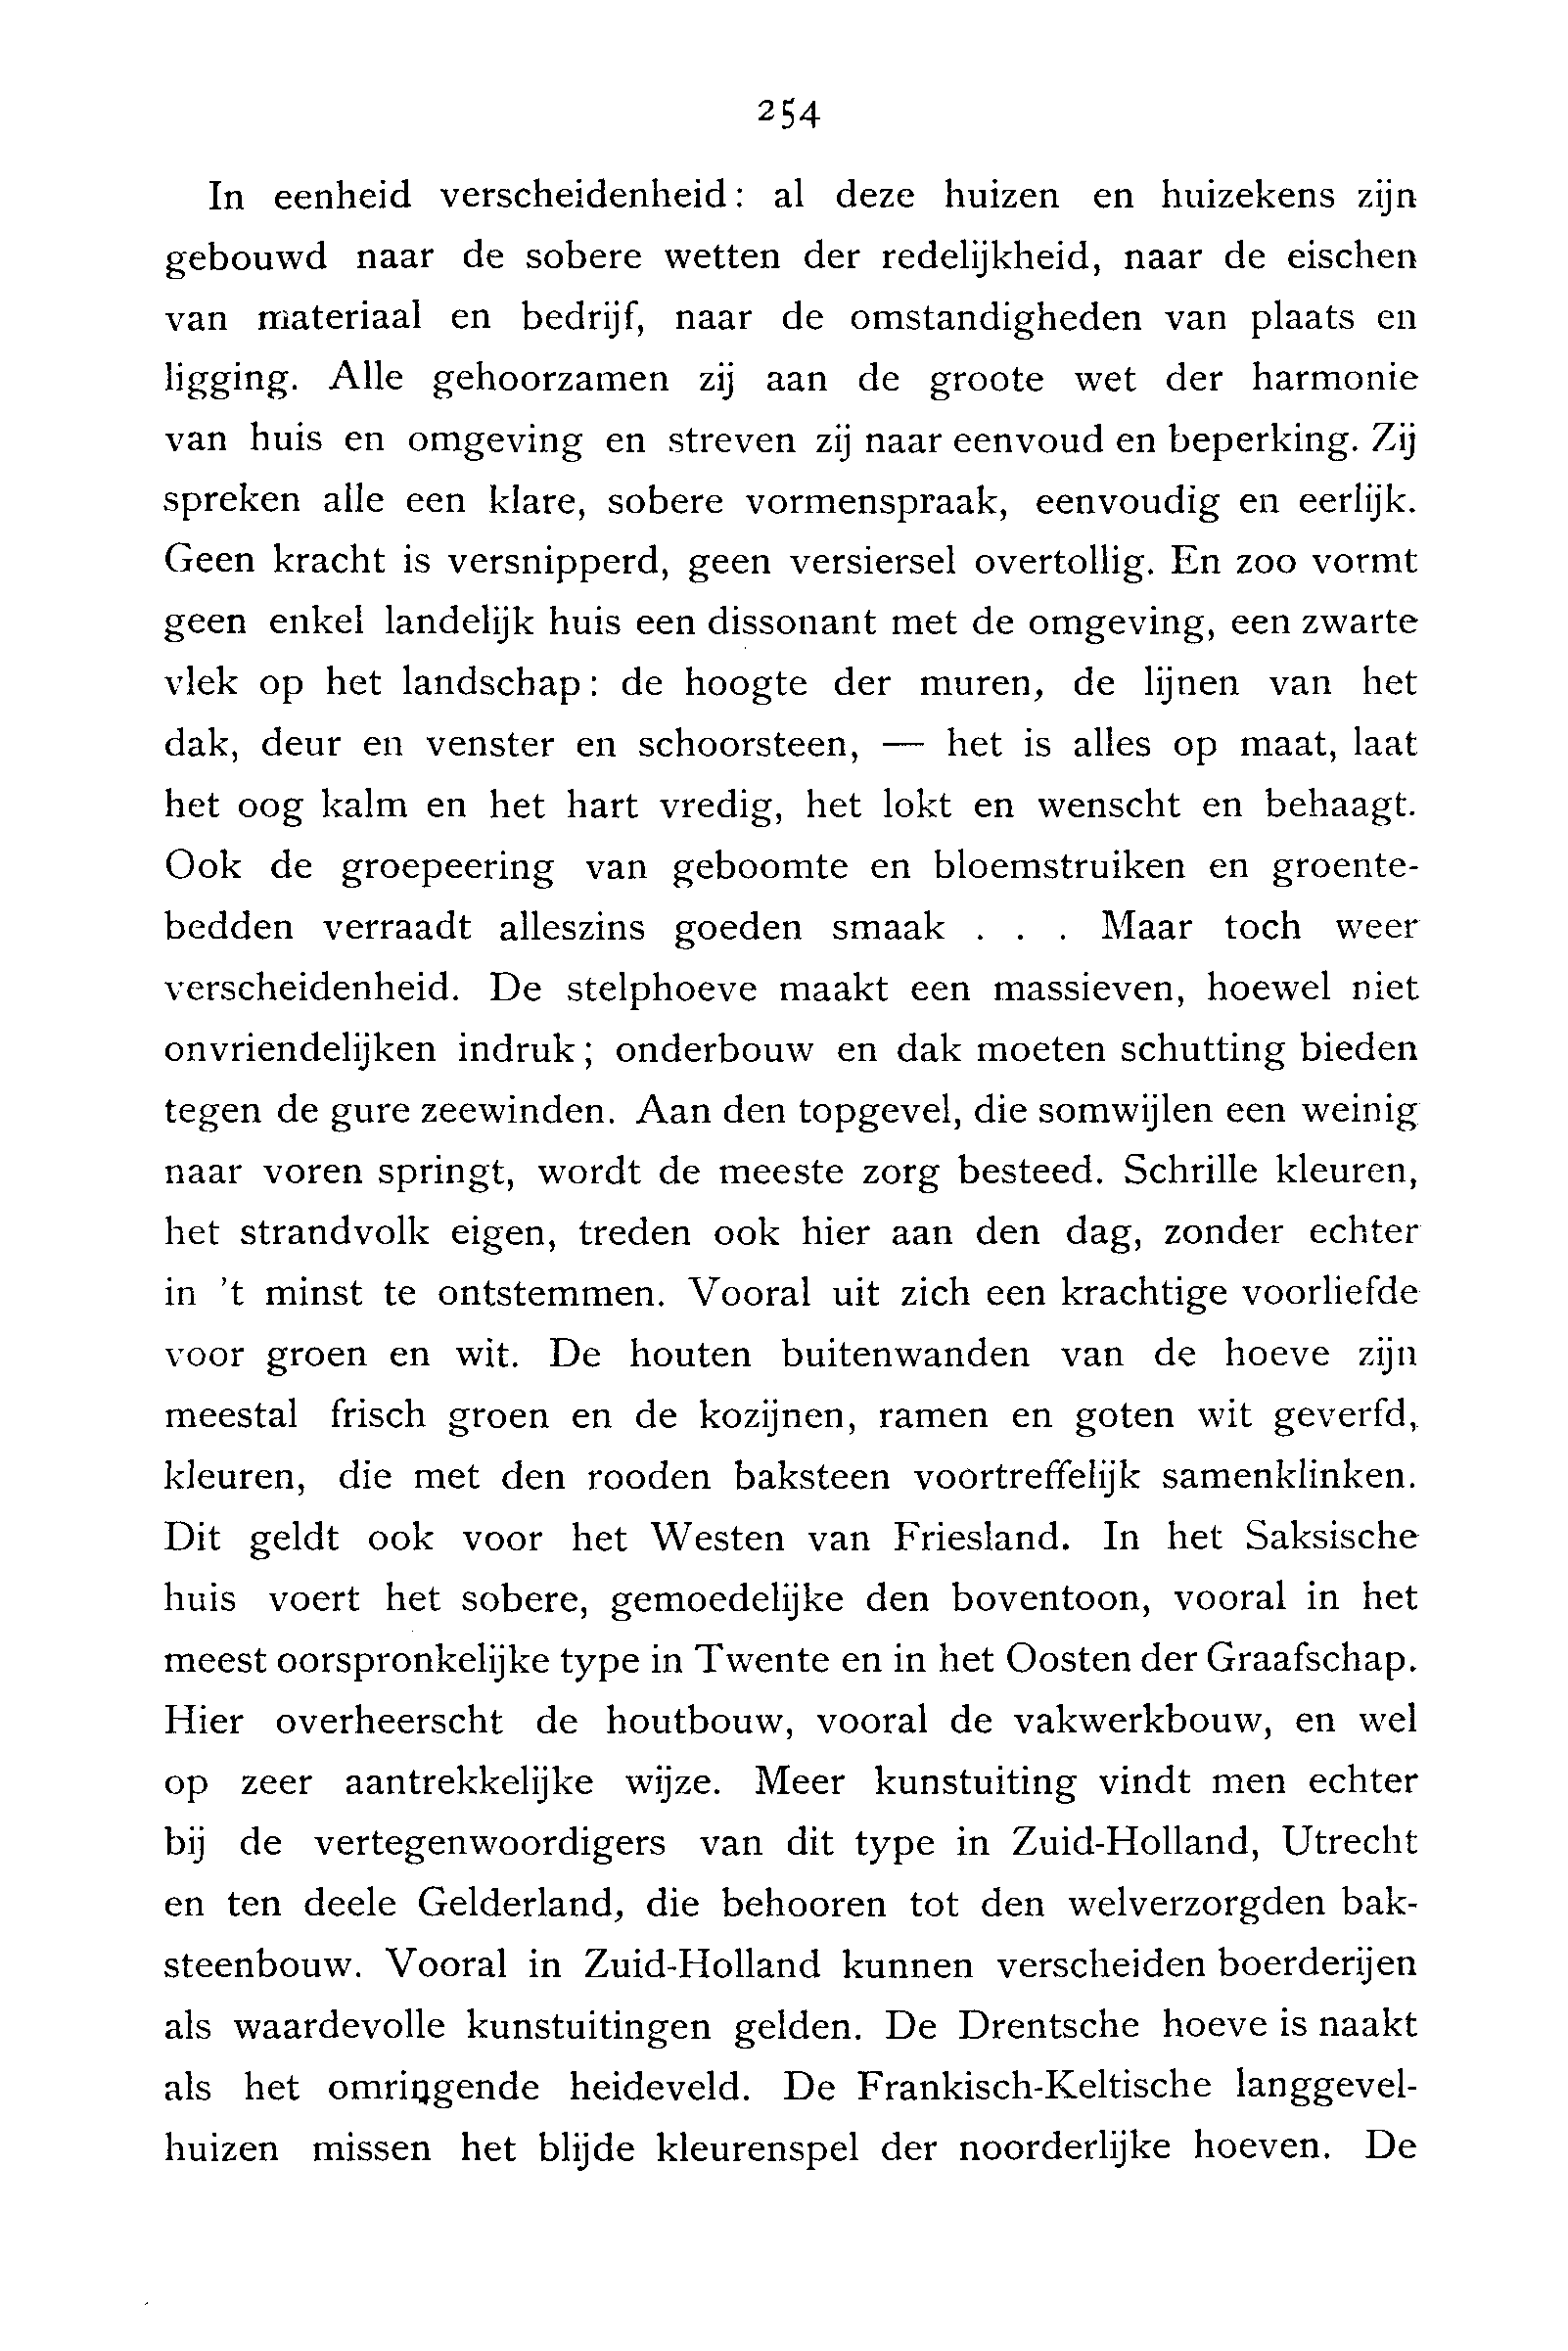 254
In eenheid verscheidenheid: al deze huizen en huizekens zijn
gebouwd naar de sobere wetten der redelijkheid, naar de eischen
van materiaal en bedrijf, naar de omstandigheden van plaats en
ligging. Alle gehoorzamen zij aan de groote wet der harmonie
van huis en omgeving en streven zij naar eenvoud en beperking. Zij
spreken alle een klare, sobere vormenspraak, eenvoudig en eerlijk.
Geen kracht is versnipperd, geen versiersel overtollig. En zoo vormt
geen enkel landelijk huis een dissonant met de omgeving, een zwarte
vlek op het landschap: de hoogte der muren, de lijnen van het
dak, deur en venster en schoorsteen, — het is alles op maat, laat
het oog kalm en het hart vredig, het lokt en wenscht en behaagt.
Ook de groepeering van geboomte en bloemstruiken en groente-
bedden verraadt alleszins goeden smaak . . . Maar toch weer
verscheidenheid. De stelphoeve maakt een massieven, hoewel niet
onvriendelijken indruk; onderbouw en dak moeten schutting bieden
tegen de gure zeewinden. Aan den topgevel, die somwijlen een weinig
naar voren springt, wordt de meeste zorg besteed. Schrille kleuren,
het strandvolk eigen, treden ook hier aan den dag, zonder echter
in 't minst te ontstemmen. Vooral uit zich een krachtige voorliefde
voor groen en wit. De houten buitenwanden van de hoeve zijn
meestal frisch groen en de kozijnen, ramen en goten wit geverfd,
kleuren, die met den rooden baksteen voortreffelijk samenklinken.
Dit geldt ook voor het Westen van Friesland. In het Saksische
huis voert het sobere, gemoedelijke den boventoon, vooral in het
meest oorspronkelijke type in Twente en in het Oosten der Graafschap.
Hier overheerscht de houtbouw, vooral de vakwerkbouw, en wel
op zeer aantrekkelijke wijze. Meer kunstuiting vindt men echter
bij de vertegenwoordigers van dit type in Zuid-Holland, Utrecht
en ten deele Gelderland, die behooren tot den welverzorgden bak-
steenbouw. Vooral in Zuid-Holland kunnen verscheiden boerderijen
als waardevolle kunstuitingen gelden. De Drentsche hoeve is naakt
als het omringende heideveld. De Frankisch-Keltische langgevel-
huizen missen het blijde kleurenspel der noorderlijke hoeven. De